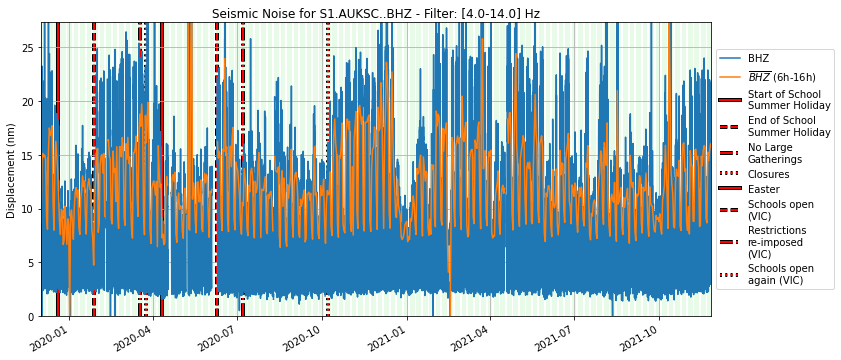 Seismic Noise for S1.AUKSC..BHZ - Filter: [4.0-14.0] Hz
Displacement (nm)
25
20
15
10
5
0
2020-01
2020-04
2020-07
2020-10
2021-01
2021-04
2021-07
2021-10
BHZ
BHZ (6h-16h)
Start of School
Summer Holiday
End of School
Summer Holiday
No Large
Gatherings
Closures
Easter
Schools open
(VIC)
Restrictions
re-imposed
(VIC)
Schools open
again (VIC)